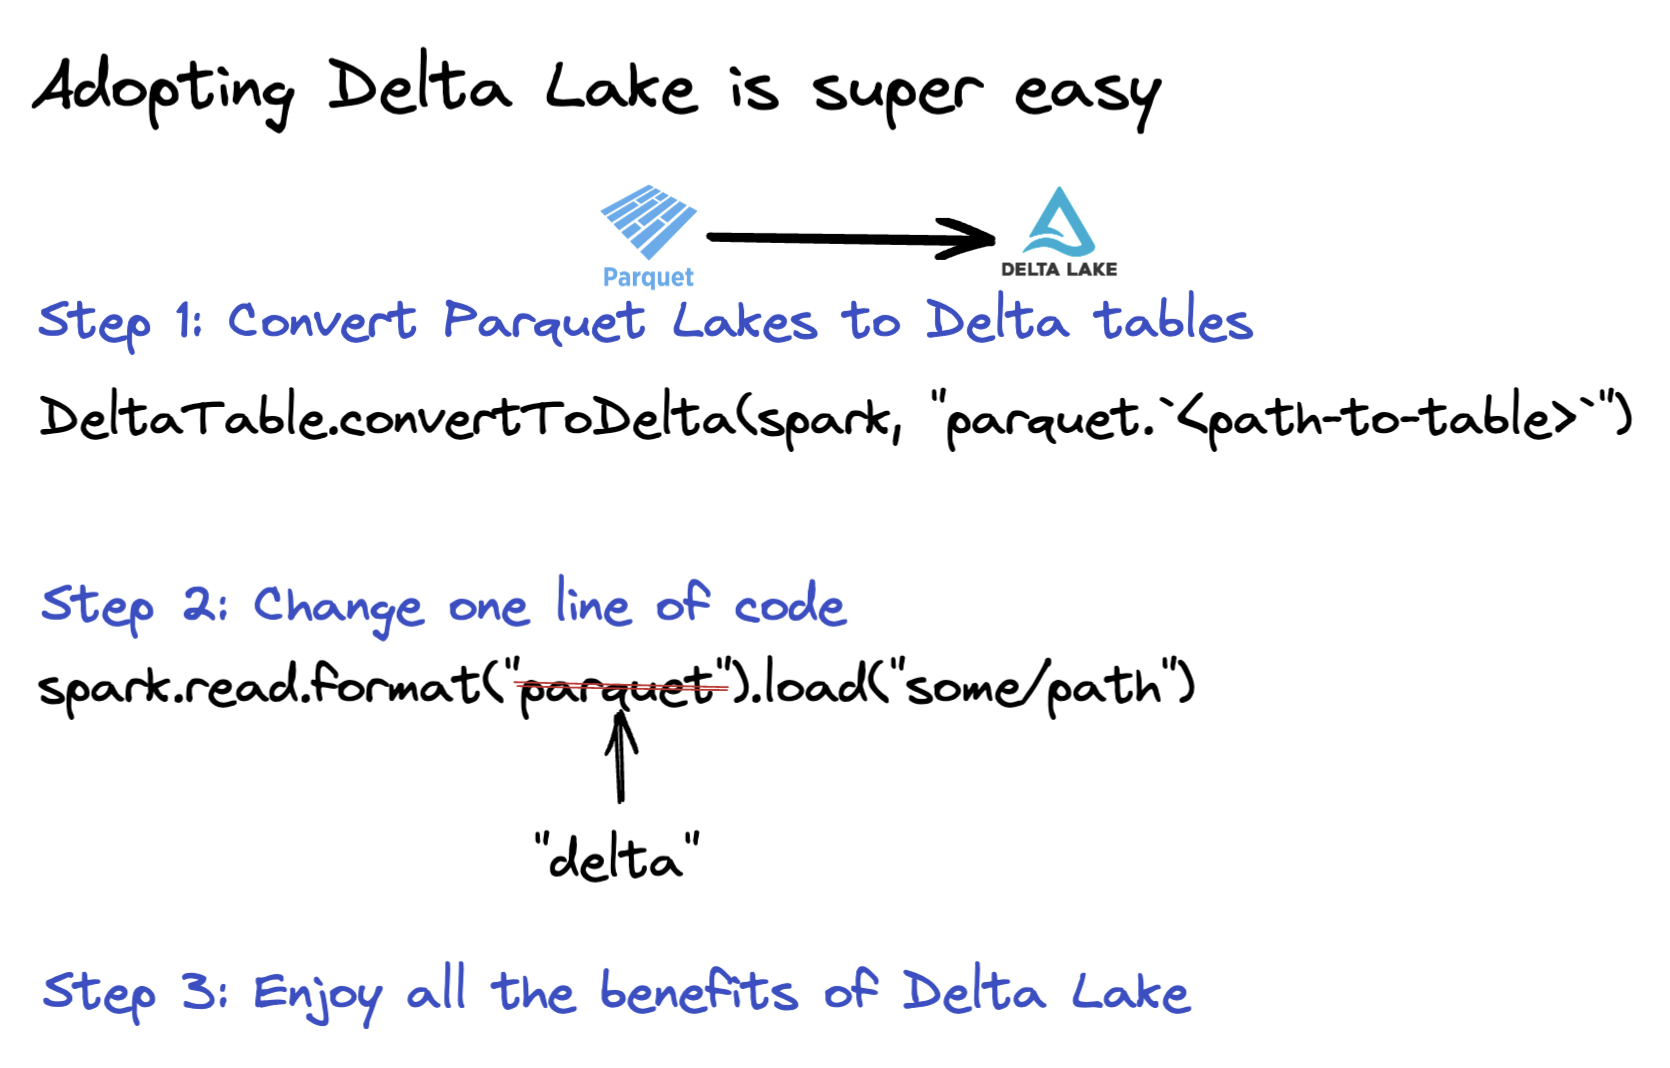 Adopting Delta Lake is super easy
Parquet
DELTA LAKE
Step 1: Convert Parquet Lakes to Delta tables
DeltaTable.convertToDelta(spark, "parquet.`<path-to-table>`")
Step 2: Change one line of code
spark.read.format("parquet").load("some/path")
"delta"
Step 3: Enjoy all the benefits of Delta Lake